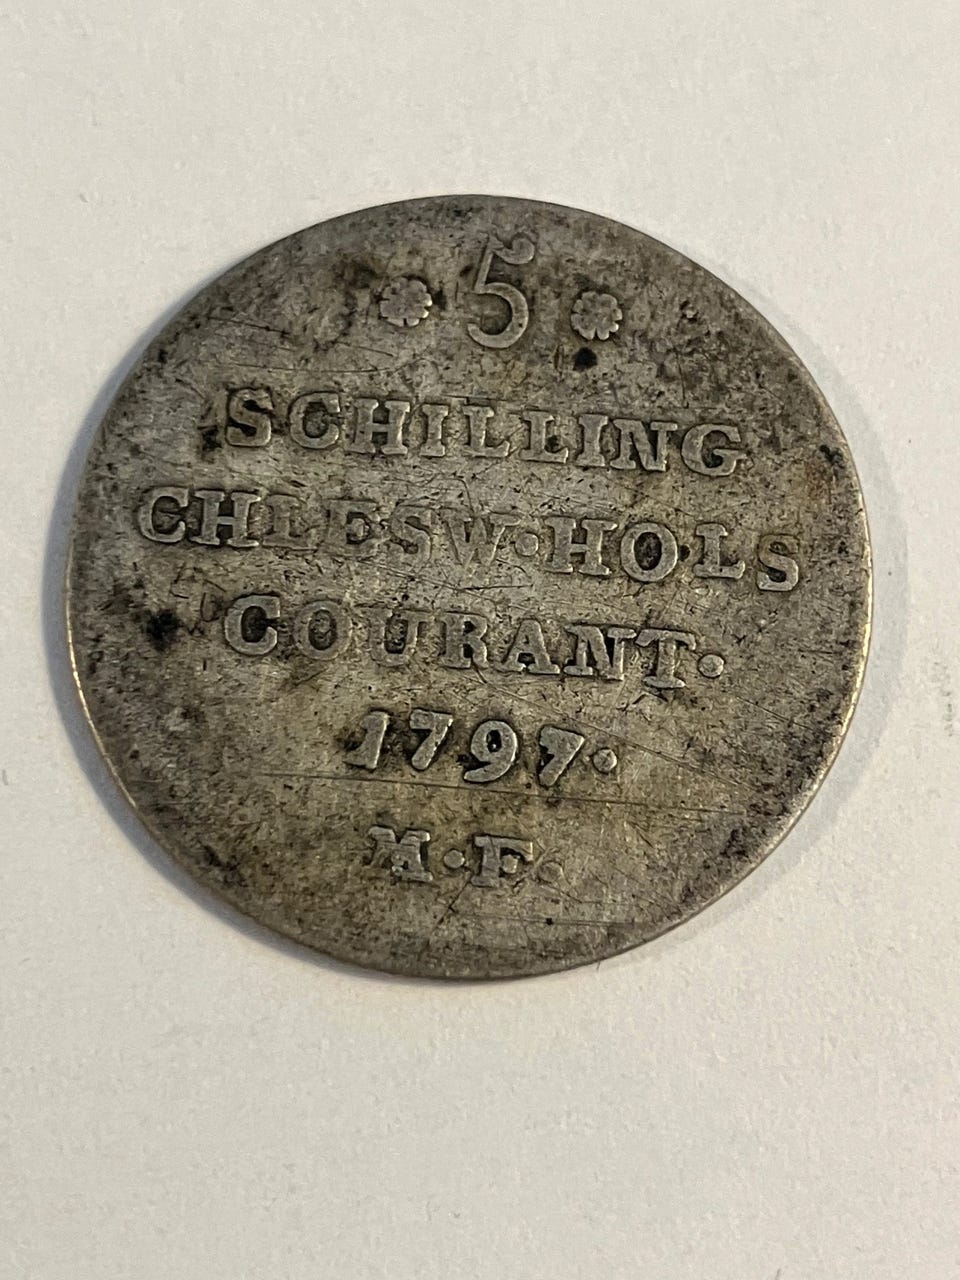 5
SCHILLING
CHLESW·HOLS
COURANT·
1797·
M·F·